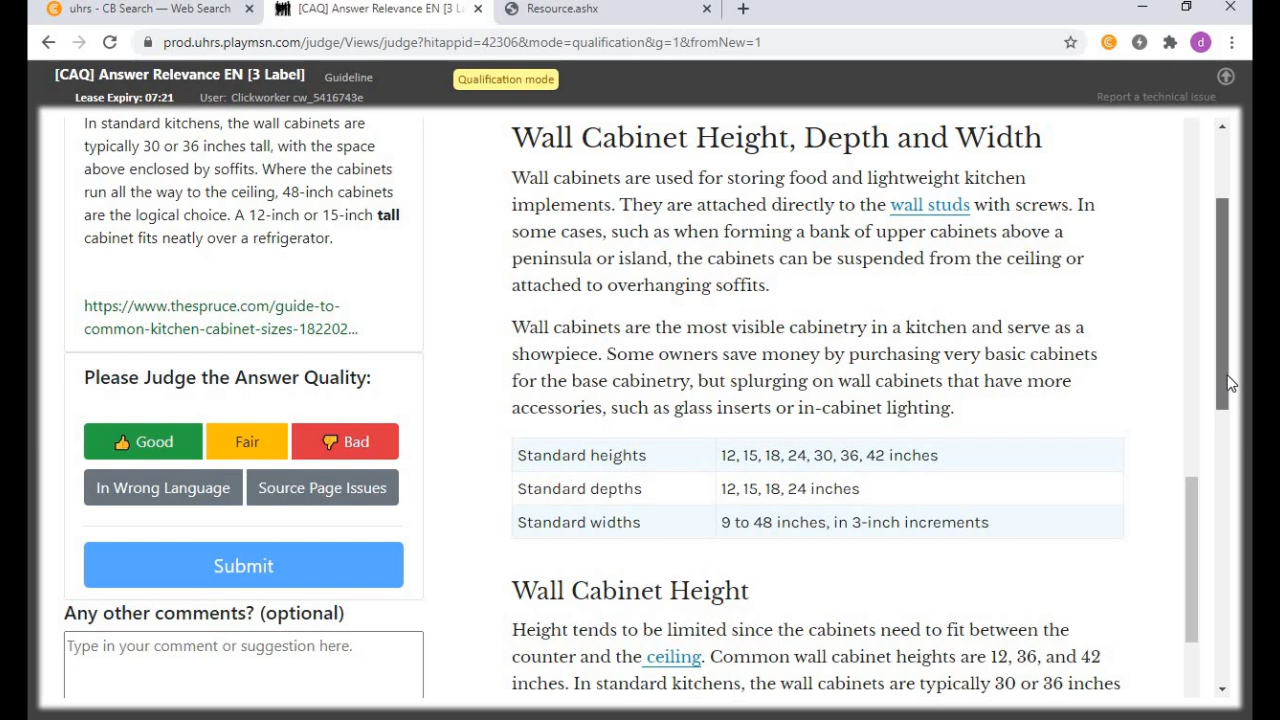 uhrs - CB Search — Web Search
[CAQ] Answer Relevance EN [3 L
Resource.ashx
prod.uhrs.playmsn.com/judge/Views/judge?hitappid=42306&mode=qualification&g=1&fromNew=1
d
[CAQ] Answer Relevance EN [3 Label]
Guideline
Qualification mode
Lease Expiry: 07:21
User: Clickworker cw_5416743e
Report a technical issue
In standard kitchens, the wall cabinets are
typically 30 or 36 inches tall, with the space
above enclosed by soffits. Where the cabinets
run all the way to the ceiling, 48-inch cabinets
are the logical choice. A 12-inch or 15-inch tall
cabinet fits neatly over a refrigerator.
https://www.thespruce.com/guide-to-
common-kitchen-cabinet-sizes-182202...
Please Judge the Answer Quality:
Good
Fair
Bad
In Wrong Language
Source Page Issues
Submit
Any other comments? (optional)
Type in your comment or suggestion here.
Wall Cabinet Height, Depth and Width
Wall cabinets are used for storing food and lightweight kitchen
implements. They are attached directly to the wall studs with screws. In
some cases, such as when forming a bank of upper cabinets above a
peninsula or island, the cabinets can be suspended from the ceiling or
attached to overhanging soffits.
Wall cabinets are the most visible cabinetry in a kitchen and serve as a
showpiece. Some owners save money by purchasing very basic cabinets
for the base cabinetry, but splurging on wall cabinets that have more
accessories, such as glass inserts or in-cabinet lighting.
Standard heights 12, 15, 18, 24, 30, 36, 42 inches
Standard depths 12, 15, 18, 24 inches
Standard widths 9 to 48 inches, in 3-inch increments
Wall Cabinet Height
Height tends to be limited since the cabinets need to fit between the
counter and the ceiling. Common wall cabinet heights are 12, 36, and 42
inches. In standard kitchens, the wall cabinets are typically 30 or 36 inches